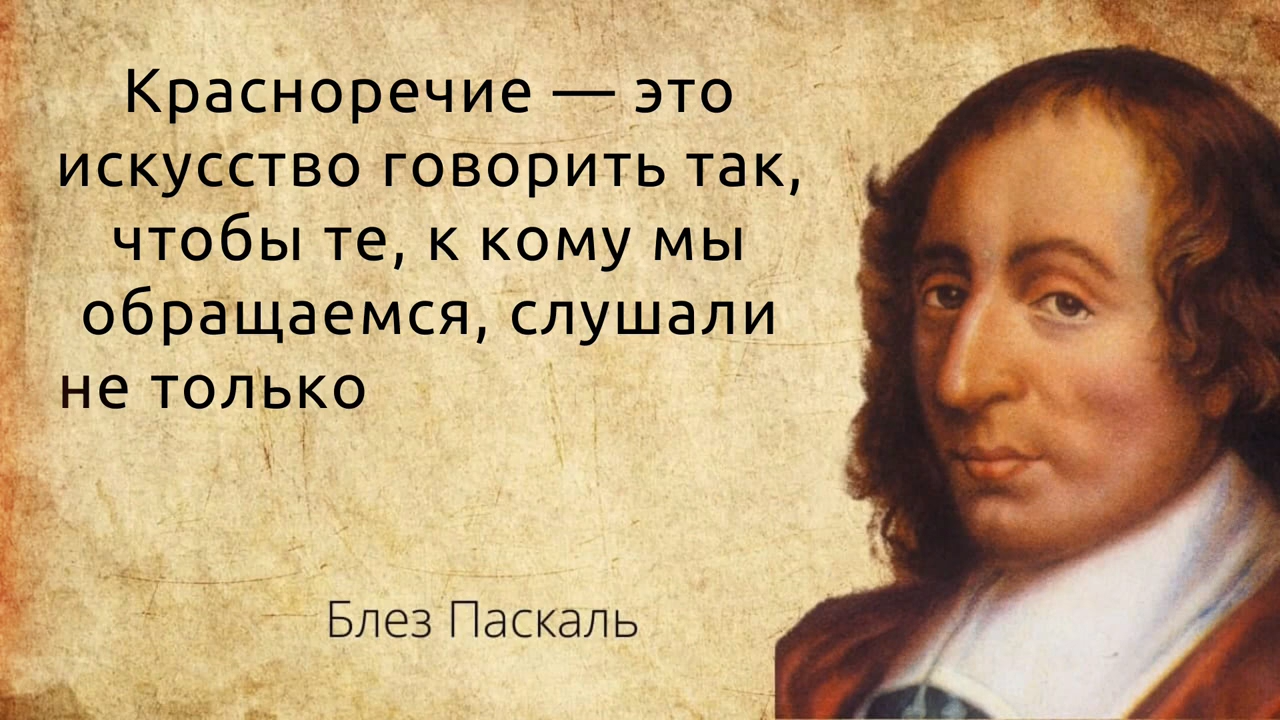 Красноречие — это
искусство говорить так,
чтобы те, к кому мы
обращаемся, слушали
не только
Блез Паскаль